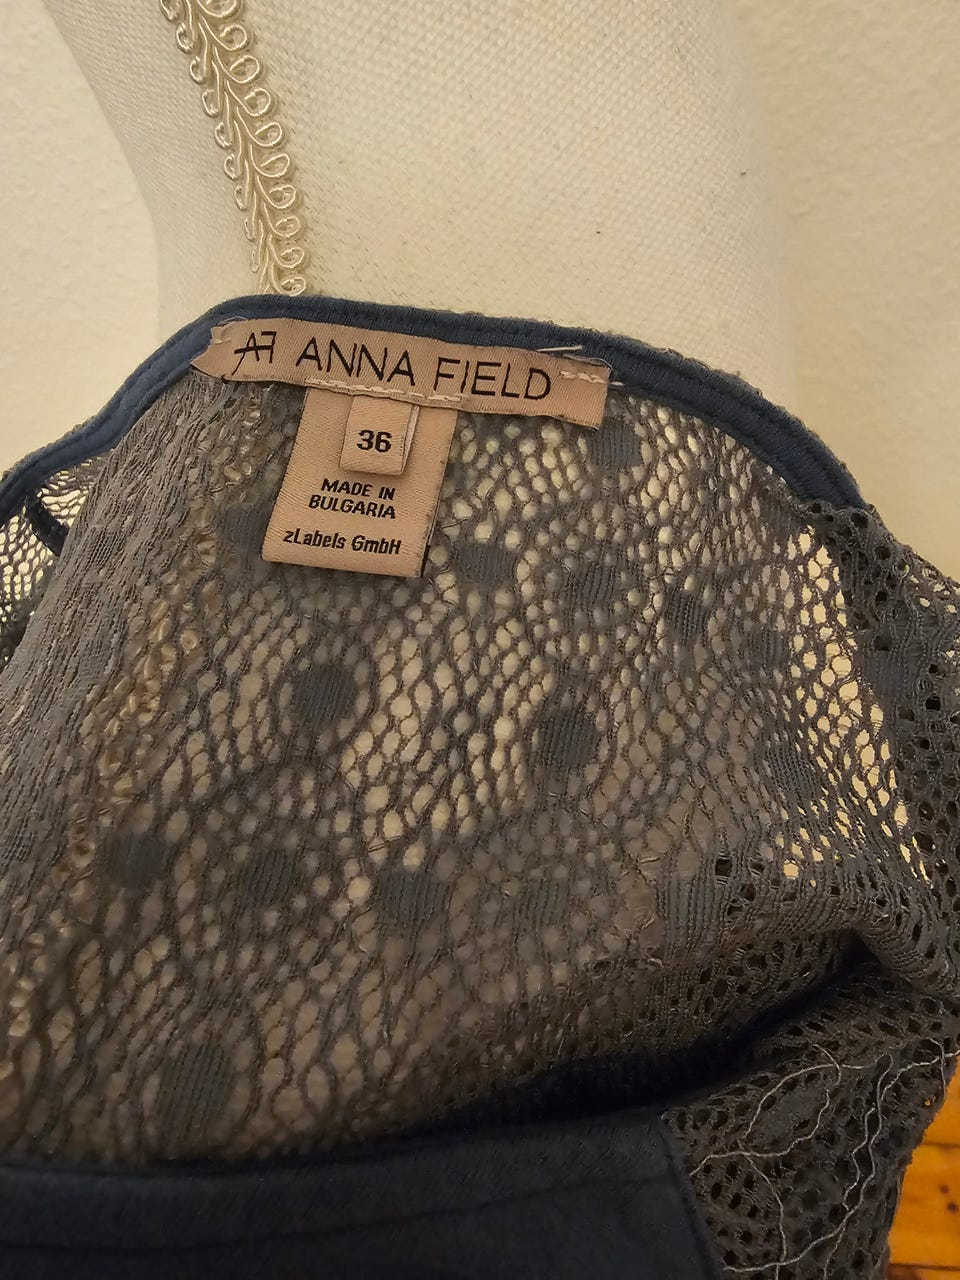 AF ANNA FIELD
36
MADE IN
BULGARIA
zLabels GmbH